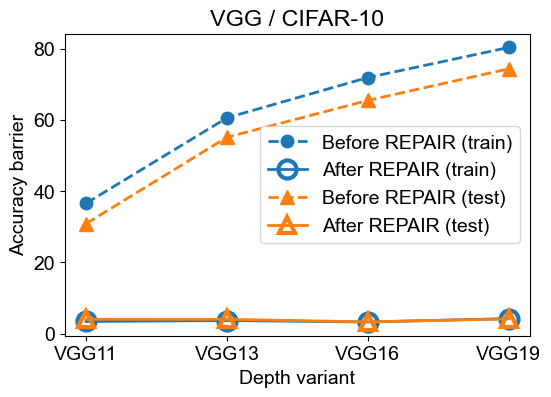 VGG / CIFAR-10
Accuracy barrier
80
60
40
20
0
Before REPAIR (train)
After REPAIR (train)
Before REPAIR (test)
After REPAIR (test)
VGG11 VGG13 VGG16 VGG19
Depth variant